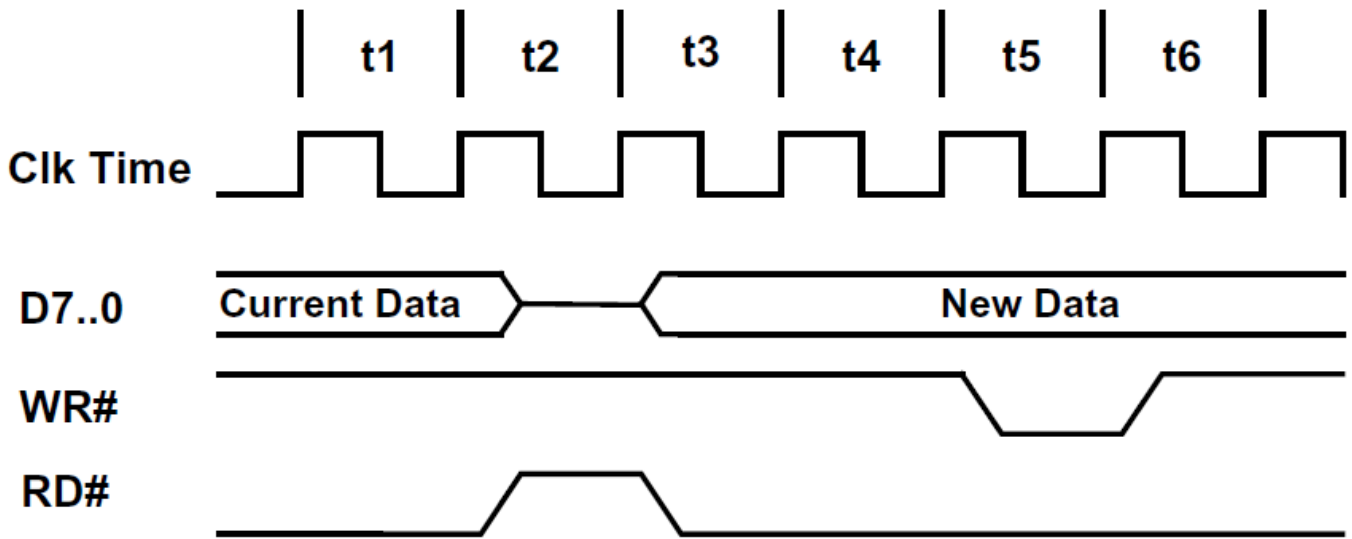 t1 t2 t3 t4 t5 t6
Clk Time
D7..0 Current Data New Data
WR#
RD#